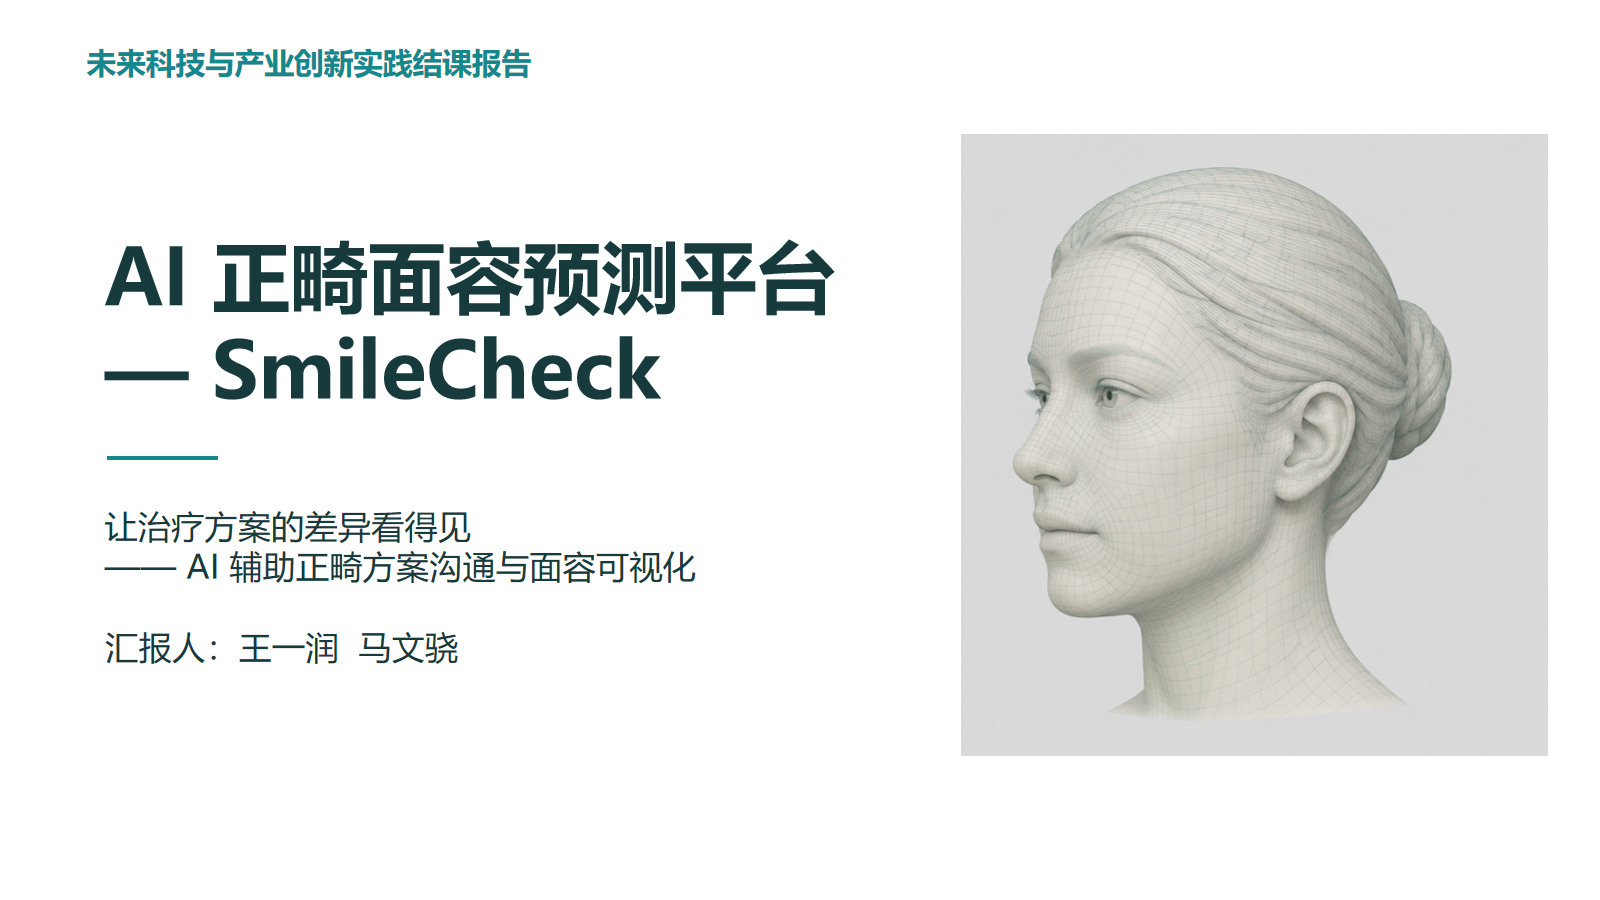 未来科技与产业创新实践结课报告
AI 正畸面容预测平台
— SmileCheck
让治疗方案的差异看得见
—— AI 辅助正畸方案沟通与面容可视化
汇报人：王一润 马文骁